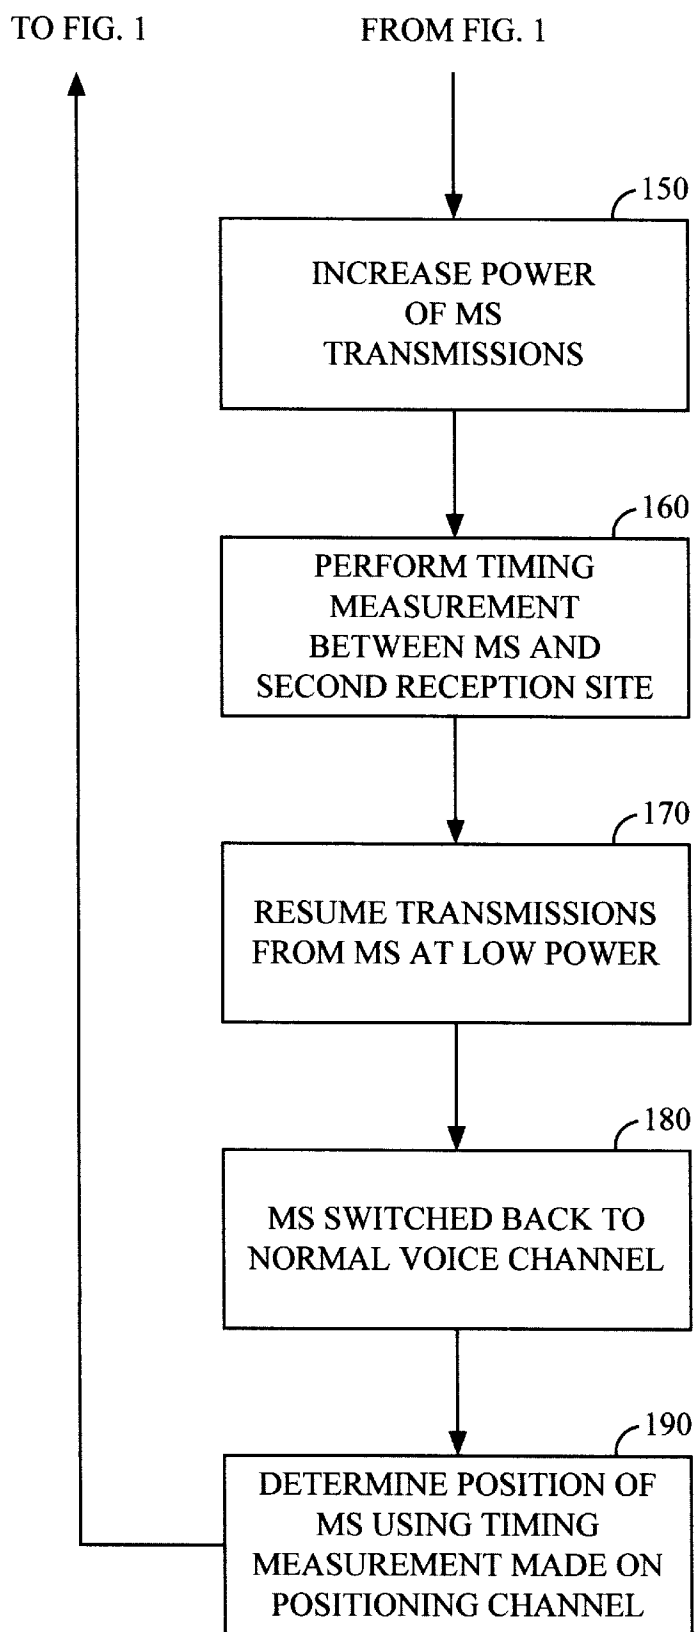 TO FIG. 1
FROM FIG. 1
150
INCREASE POWER
OF MS
TRANSMISSIONS
160
PERFORM TIMING
MEASUREMENT
BETWEEN MS AND
SECOND RECEPTION SITE
170
RESUME TRANSMISSIONS
FROM MS AT LOW POWER
180
MS SWITCHED BACK TO
NORMAL VOICE CHANNEL
190
DETERMINE POSITION OF
MS USING TIMING
MEASUREMENT MADE ON
POSITIONING CHANNEL